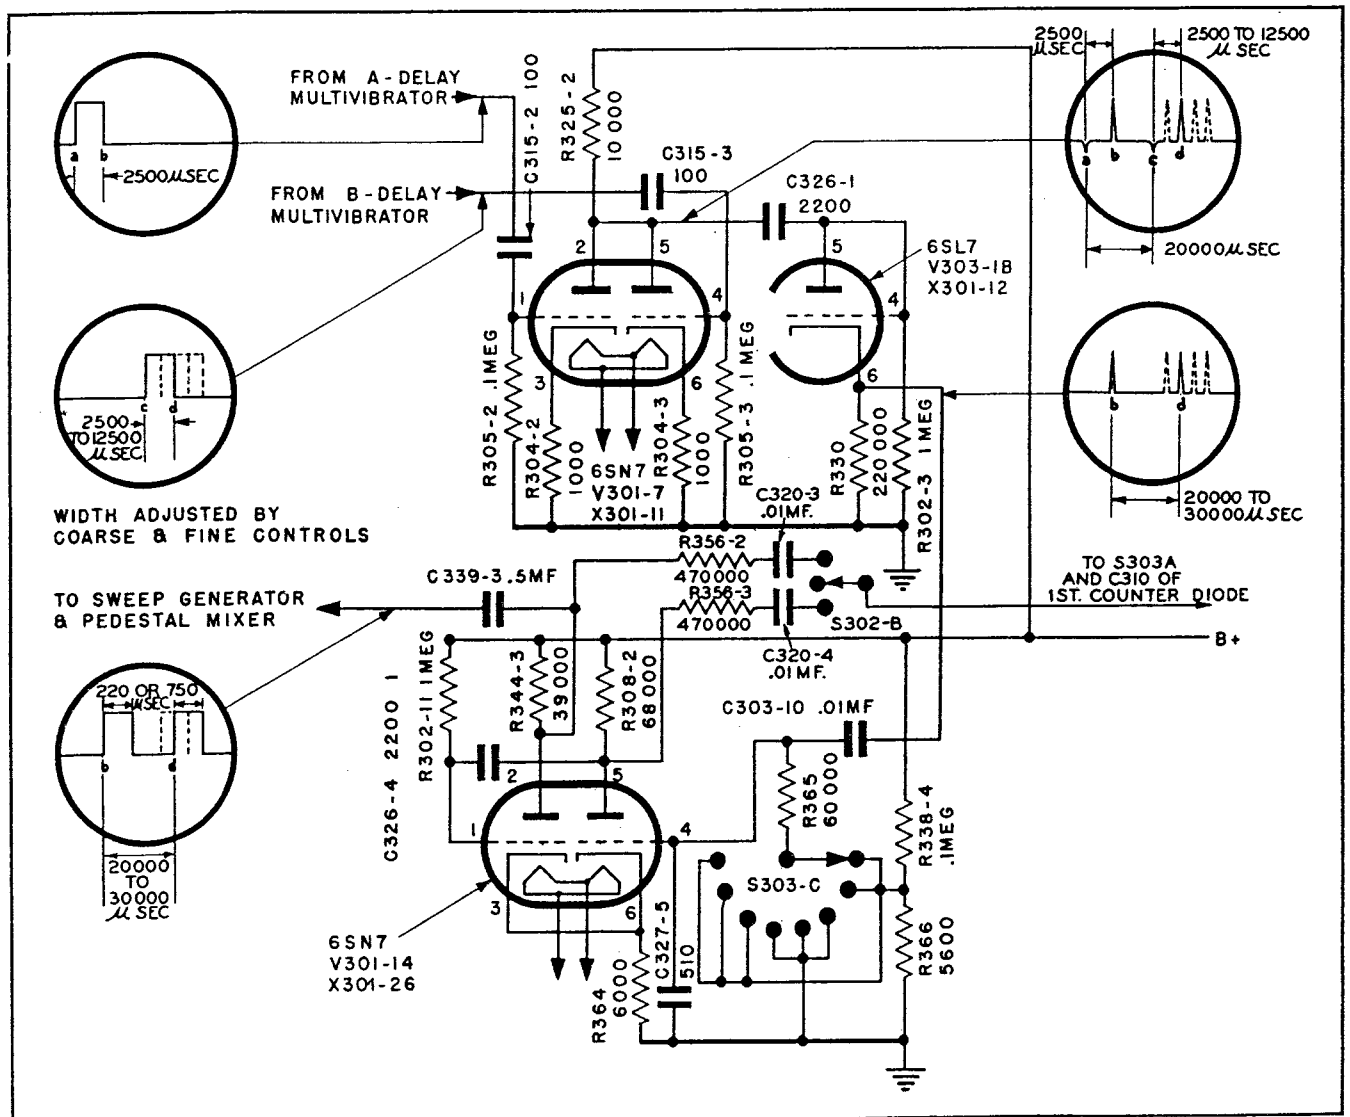 2500
μSEC
2500 TO 12500
μ SEC
a
b
c
d
20000μSEC
FROM A-DELAY
MULTIVIBRATOR
a
b
2500μSEC
C315-2 100
R325-2
10000
C315-3
100
FROM B-DELAY
MULTIVIBRATOR
C326-1
2200
2
5
5
6SL7
V303-1B
X301-12
1
4
4
3
6
6
R305-2 .1MEG
R304-2
1000
6SN7
V301-7
X301-11
R304-3
1000
R305-3 .1MEG
R330
220000
R302-3 1MEG
c
d
2500
TO 12500
μSEC
b
d
20000 TO
30000μSEC
WIDTH ADJUSTED BY
COARSE & FINE CONTROLS
C320-3
.01MF.
R356-2
470000
R356-3
470000
C339-3 .5MF
TO S303A
AND C310 OF
1ST. COUNTER DIODE
TO SWEEP GENERATOR
& PEDESTAL MIXER
S302-B
B+
C320-4
.01MF.
220 OR 750
μSEC
b
d
20000
TO
30000
μ SEC
C326-4 2200 1
R302-11 1MEG
R344-3
39000
R308-2
68000
C303-10 .01MF
2
5
1
4
3
6
R365
60000
R338-4
.1MEG
S303-C
6SN7
V301-14
X301-26
R364
6000
C327-5
510
R366
5600